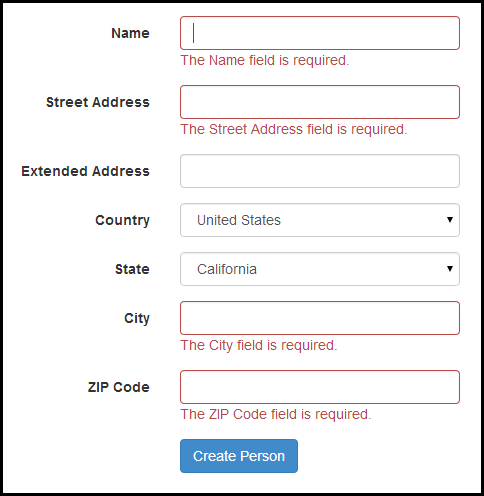 Name
The Name field is required.
Street Address
The Street Address field is required.
Extended Address
Country United States
State California
City
The City field is required.
ZIP Code
The ZIP Code field is required.
Create Person